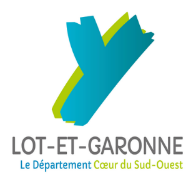 LOT-ET-GARONNE
Le Département Cœur du Sud-Ouest